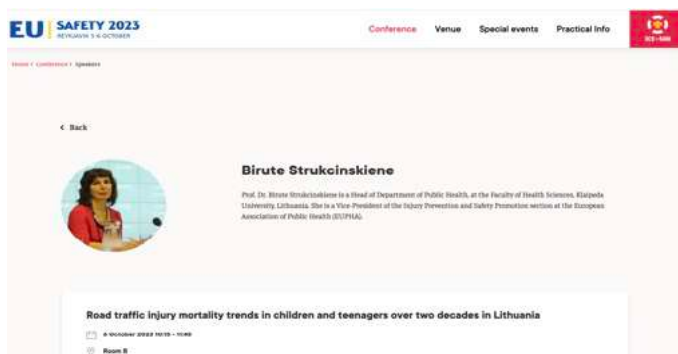 EU SAFETY 2023
REYKJAVIK 5-6 OCTOBER
Conference Venue Special events Practical Info
Home / Conference / Speakers
< Back
Birute Strukcinskiene
Prof. Dr. Birute Strukcinskiene is a Head of Department of Public Health, at the Faculty of Health Sciences, Klaipeda
University, Lithuania. She is a Vice-President of the Injury Prevention and Safety Promotion section at the European
Association of Public Health (EUPHA).
Road traffic injury mortality trends in children and teenagers over two decades in Lithuania
Room B